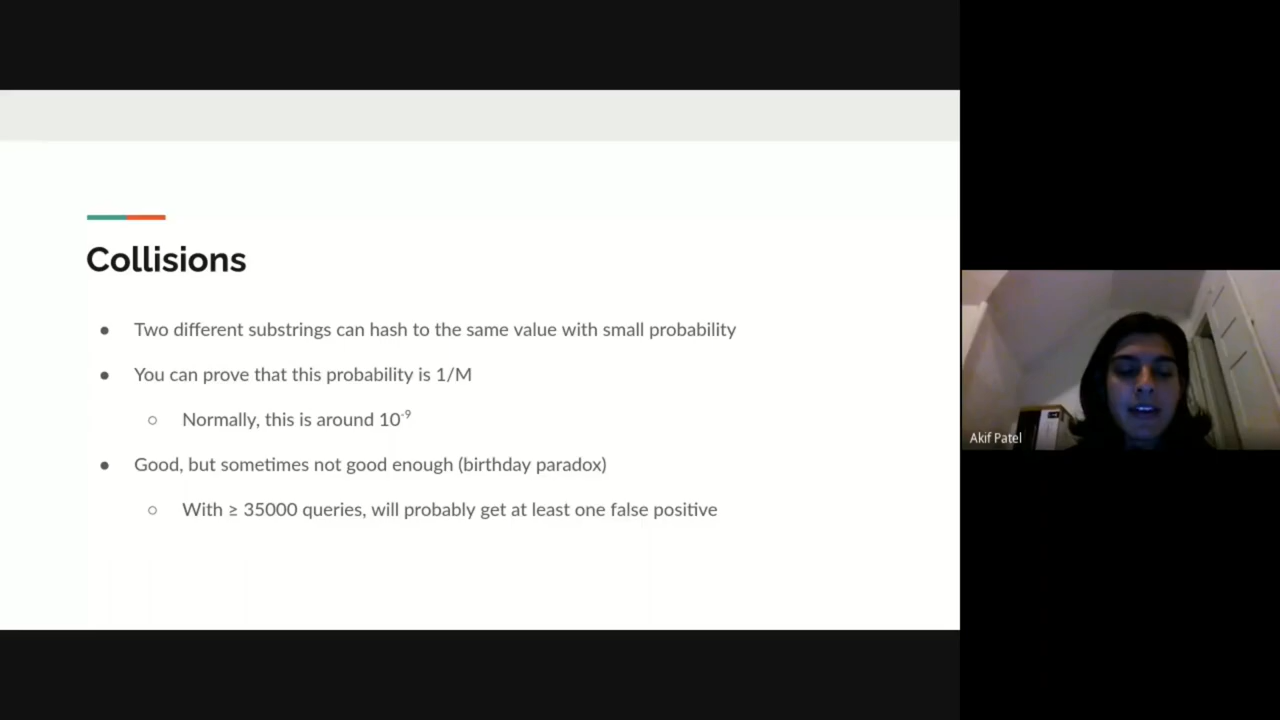 Collisions
● Two different substrings can hash to the same value with small probability
● You can prove that this probability is 1/M
○ Normally, this is around 10⁻⁹
● Good, but sometimes not good enough (birthday paradox)
○ With ≥ 35000 queries, will probably get at least one false positive
Akif Patel